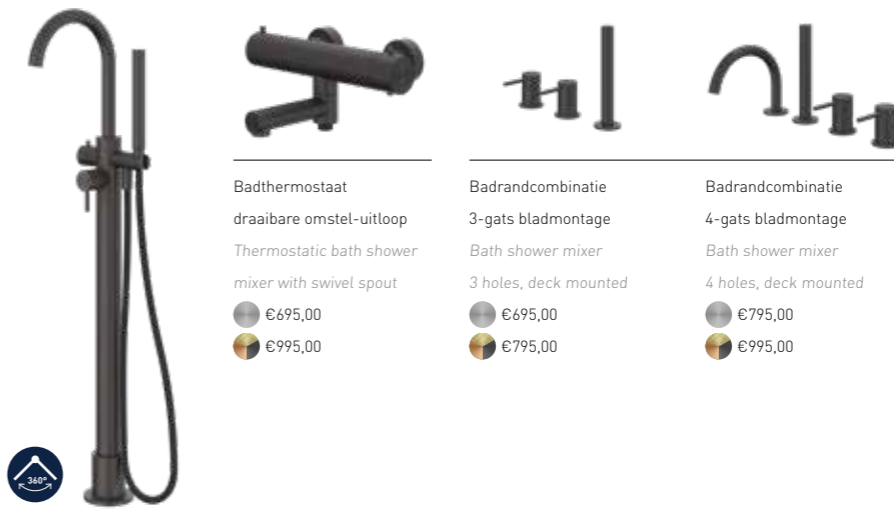 Badthermostaat
draaibare omstel-uitloop
Thermostatic bath shower
mixer with swivel spout
€695,00
€995,00
Badrandcombinatie
3-gats bladmontage
Bath shower mixer
3 holes, deck mounted
€695,00
€795,00
Badrandcombinatie
4-gats bladmontage
Bath shower mixer
4 holes, deck mounted
€795,00
€995,00
360°